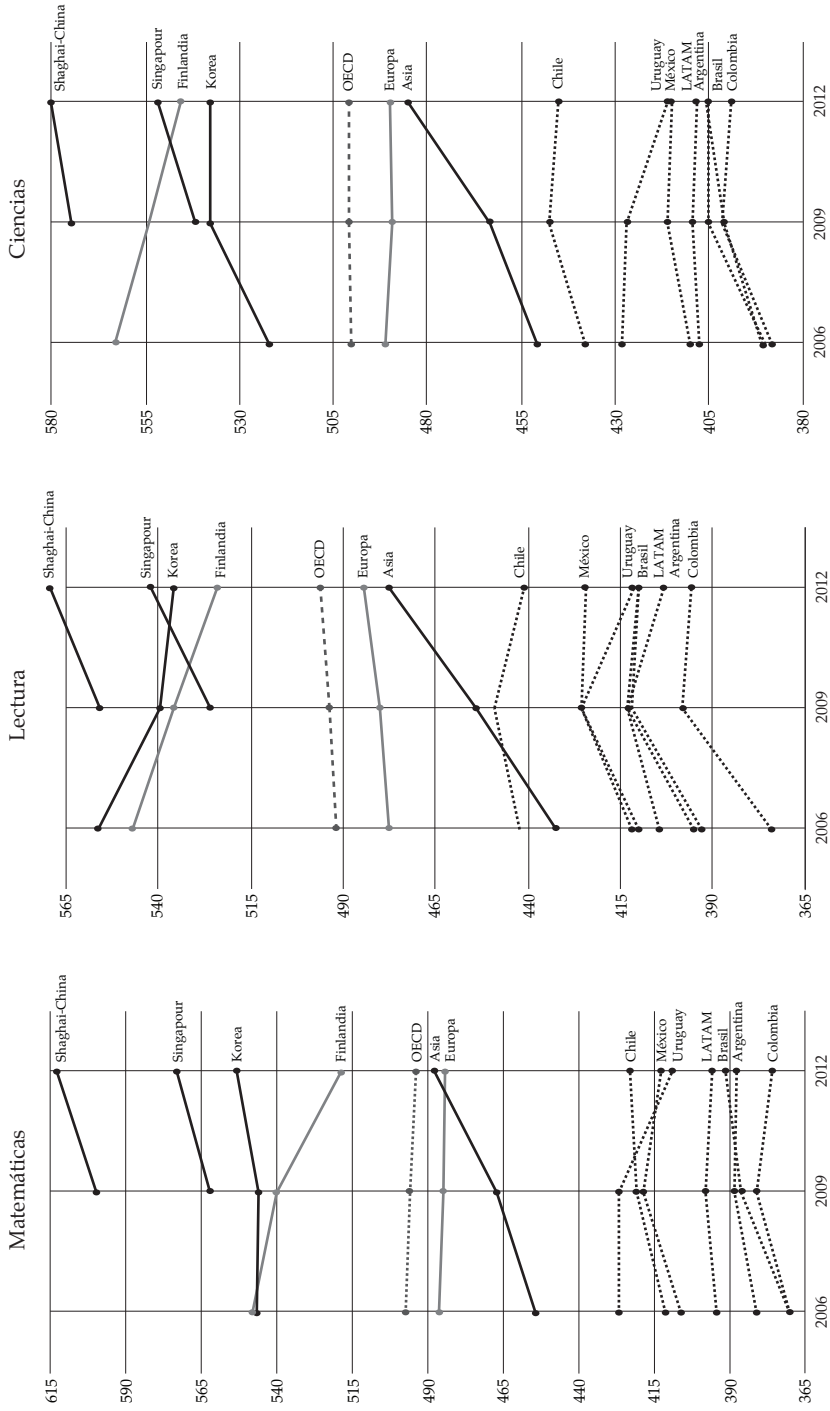 Matemáticas
615
590
565
540
515
490
465
440
415
390
365
2006
2009
2012
Shaghai-China
Singapour
Korea
Finlandia
OECD
Asia
Europa
Chile
México
Uruguay
LATAM
Brasil
Argentina
Colombia
Lectura
565
540
515
490
465
440
415
390
365
2006
2009
2012
Shaghai-China
Singapour
Korea
Finlandia
OECD
Europa
Asia
Chile
México
Uruguay
Brasil
LATAM
Argentina
Colombia
Ciencias
580
555
530
505
480
455
430
405
380
2006
2009
2012
Shaghai-China
Singapour
Finlandia
Korea
OECD
Europa
Asia
Chile
Uruguay
México
LATAM
Argentina
Brasil
Colombia